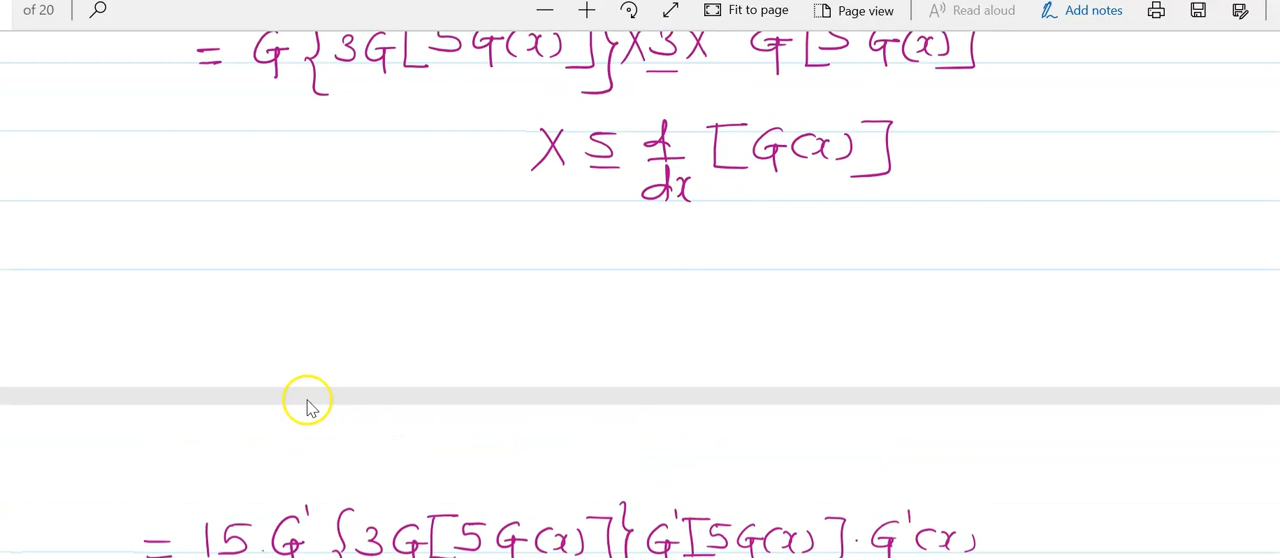 of 20 Fit to page Page view Read aloud Add notes
= G{3G[5G(x)]}X3X G[5G(x)]
X 5 d/dx [G(x)]
= 15.G'{3G[5G(x)]}G'[5G(x)].G'(x)